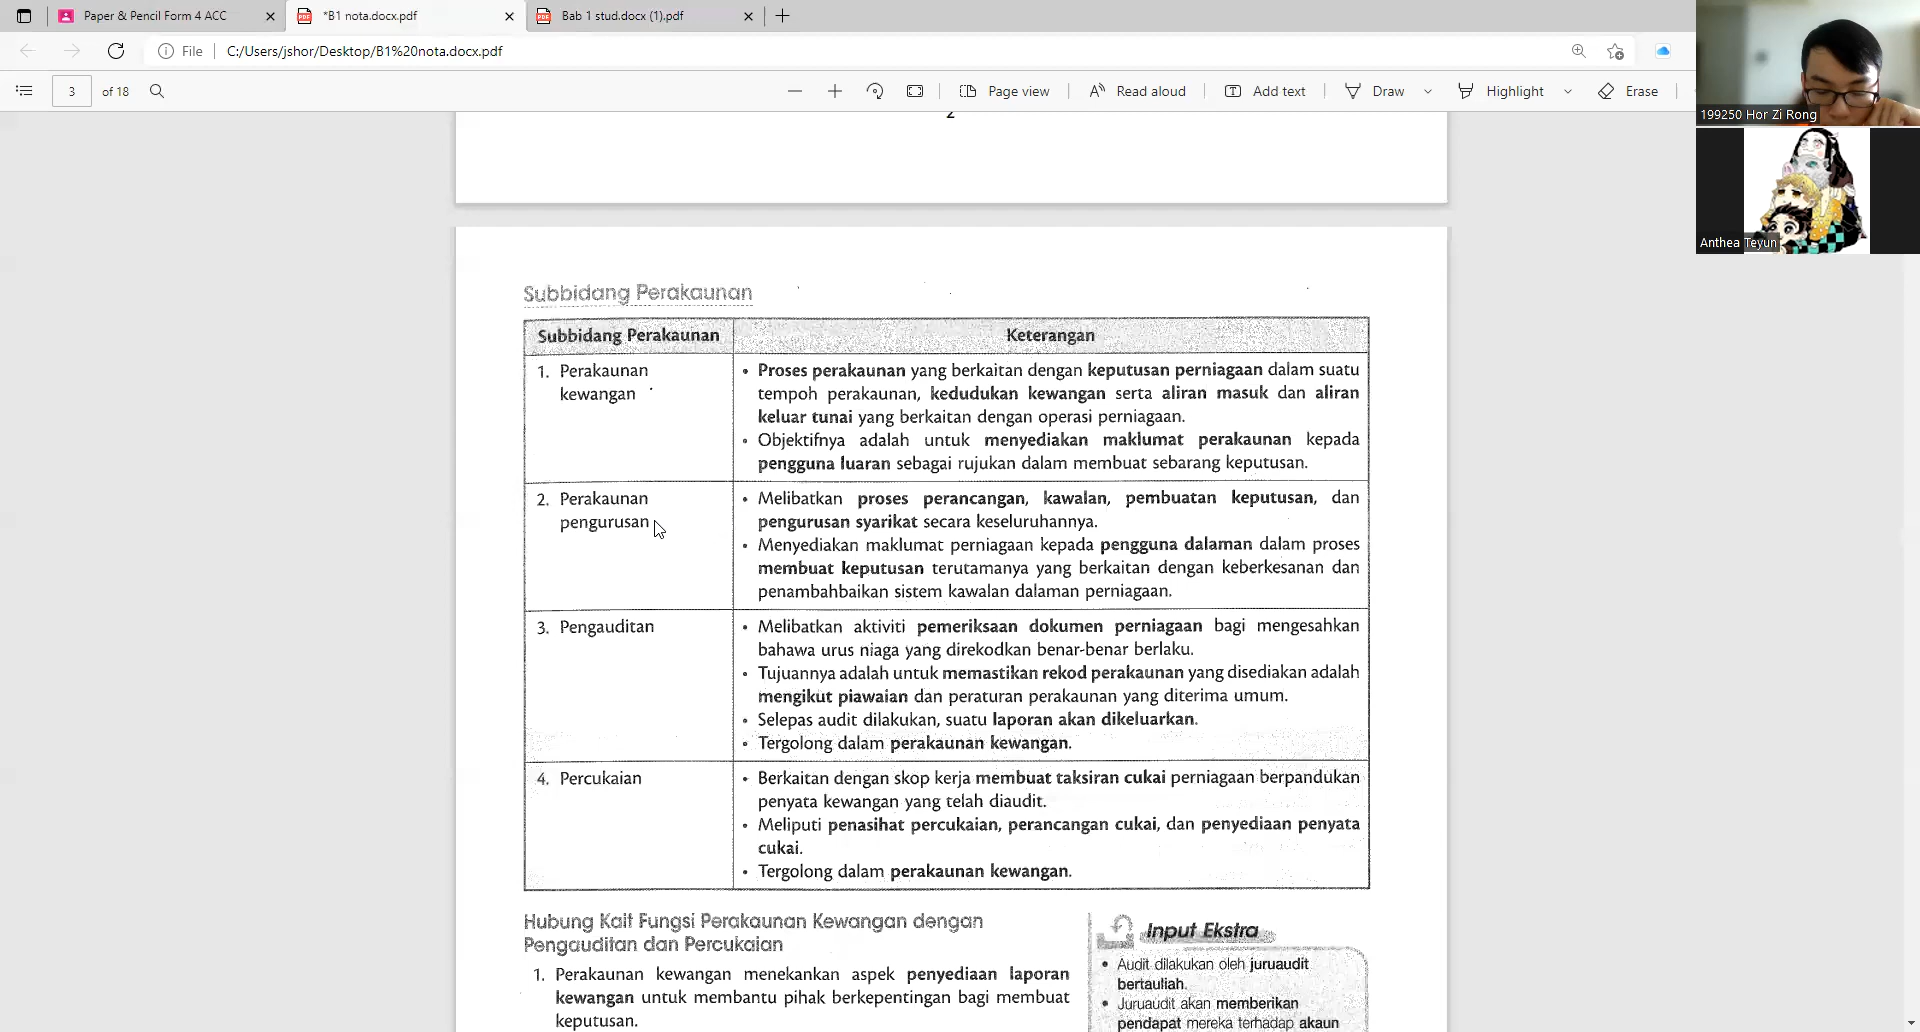 Paper & Pencil Form 4 ACC
*B1 nota.docx.pdf
Bab 1 stud.docx (1).pdf
File
C:/Users/jshor/Desktop/B1%20nota.docx.pdf
3 of 18
Page view
Read aloud
Add text
Draw
Highlight
Erase
199250 Hor Zi Rong
Anthea Teyun
2
Subbidang Perakaunan
Subbidang Perakaunan
Keterangan
1. Perakaunan
kewangan
• Proses perakaunan yang berkaitan dengan keputusan perniagaan dalam suatu
tempoh perakaunan, kedudukan kewangan serta aliran masuk dan aliran
keluar tunai yang berkaitan dengan operasi perniagaan.
• Objektifnya adalah untuk menyediakan maklumat perakaunan kepada
pengguna luaran sebagai rujukan dalam membuat sebarang keputusan.
2. Perakaunan
pengurusan
• Melibatkan proses perancangan, kawalan, pembuatan keputusan, dan
pengurusan syarikat secara keseluruhannya.
• Menyediakan maklumat perniagaan kepada pengguna dalaman dalam proses
membuat keputusan terutamanya yang berkaitan dengan keberkesanan dan
penambahbaikan sistem kawalan dalaman perniagaan.
3. Pengauditan
• Melibatkan aktiviti pemeriksaan dokumen perniagaan bagi mengesahkan
bahawa urus niaga yang direkodkan benar-benar berlaku.
• Tujuannya adalah untuk memastikan rekod perakaunan yang disediakan adalah
mengikut piawaian dan peraturan perakaunan yang diterima umum.
• Selepas audit dilakukan, suatu laporan akan dikeluarkan.
• Tergolong dalam perakaunan kewangan.
4. Percukaian
• Berkaitan dengan skop kerja membuat taksiran cukai perniagaan berpandukan
penyata kewangan yang telah diaudit.
• Meliputi penasihat percukaian, perancangan cukai, dan penyediaan penyata
cukai.
• Tergolong dalam perakaunan kewangan.
Hubung Kait Fungsi Perakaunan Kewangan dengan
Pengauditan dan Percukaian
1. Perakaunan kewangan menekankan aspek penyediaan laporan
kewangan untuk membantu pihak berkepentingan bagi membuat
keputusan.
Input Ekstra
• Audit dilakukan oleh juruaudit
bertauliah.
• Juruaudit akan memberikan
pendapat mereka terhadap akaun